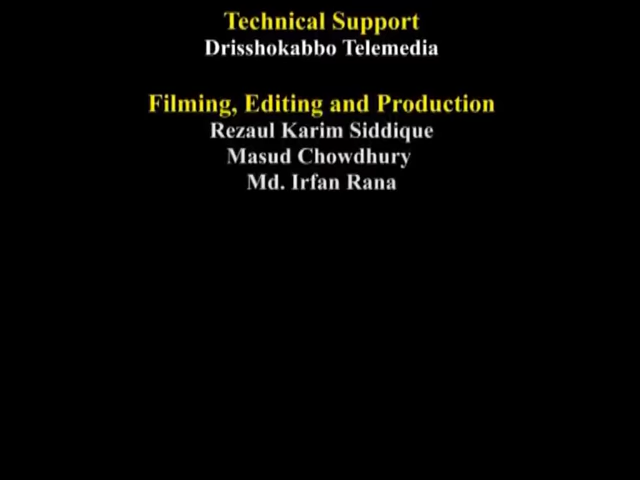 Technical Support
Drisshokabbo Telemedia
Filming, Editing and Production
Rezaul Karim Siddique
Masud Chowdhury
Md. Irfan Rana